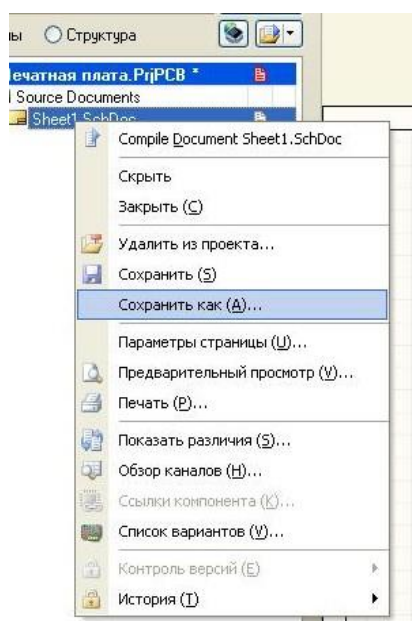 ы Структура
ечатная плата.PrjPCB *
Source Documents
Sheet1.SchDoc
Compile Document Sheet1.SchDoc
Скрыть
Закрыть (C)
Удалить из проекта...
Сохранить (S)
Сохранить как (A)...
Параметры страницы (U)...
Предварительный просмотр (V)...
Печать (P)...
Показать различия (S)...
Обзор каналов (H)...
Ссылки компонента (K)...
Список вариантов (V)...
Контроль версий (E)
История (I)